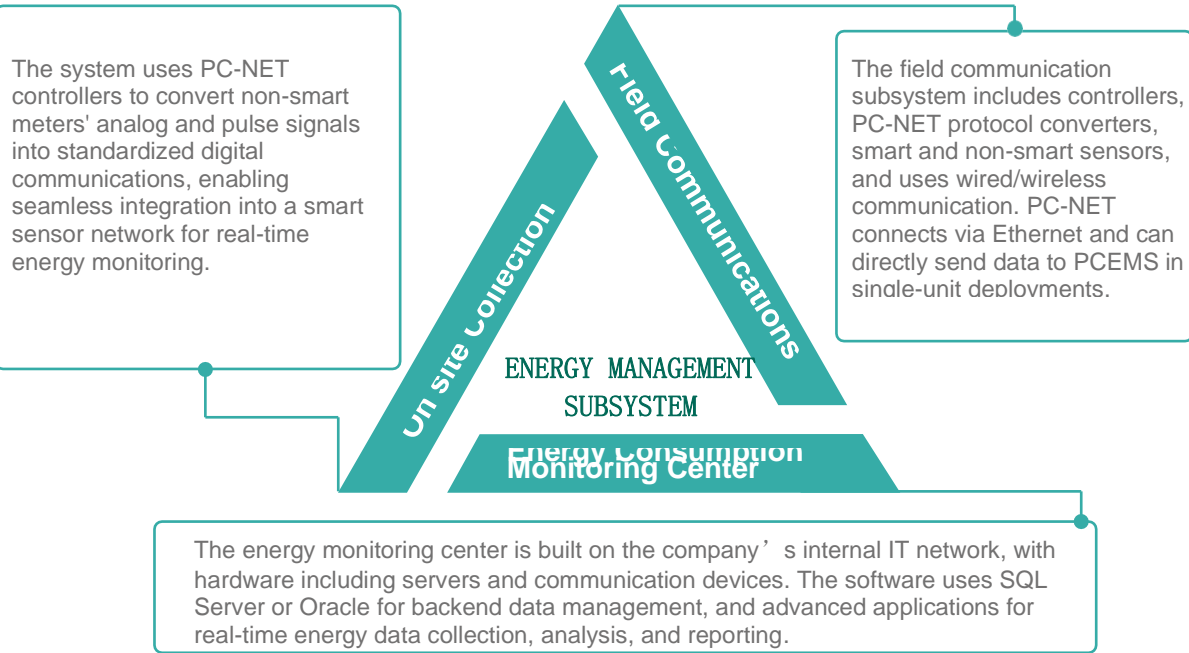 The system uses PC-NET
controllers to convert non-smart
meters' analog and pulse signals
into standardized digital
communications, enabling
seamless integration into a smart
sensor network for real-time
energy monitoring.
On site Collection
Field Communications
The field communication
subsystem includes controllers,
PC-NET protocol converters,
smart and non-smart sensors,
and uses wired/wireless
communication. PC-NET
connects via Ethernet and can
directly send data to PCEMS in
single-unit deployments.
ENERGY MANAGEMENT
SUBSYSTEM
Energy Consumption
Monitoring Center
The energy monitoring center is built on the company’s internal IT network, with
hardware including servers and communication devices. The software uses SQL
Server or Oracle for backend data management, and advanced applications for
real-time energy data collection, analysis, and reporting.